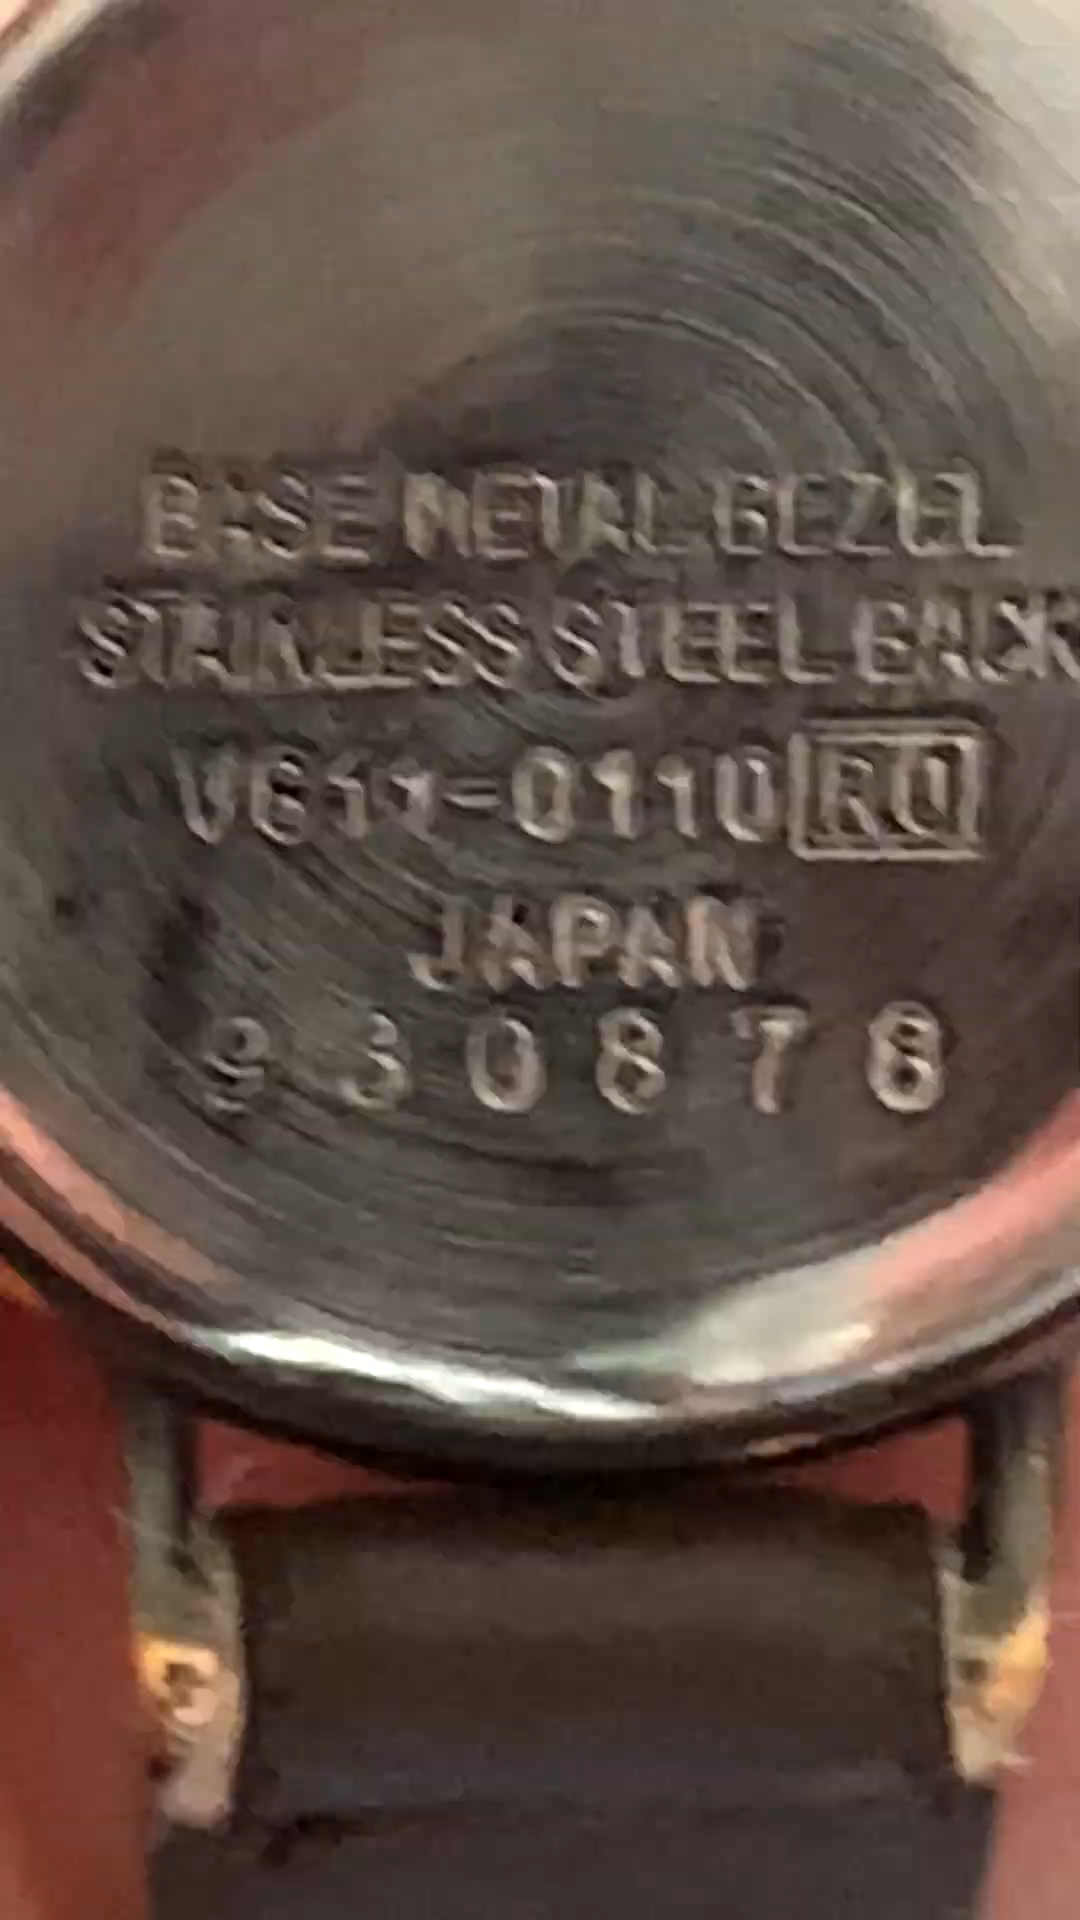 BASE METAL BEZEL
STAINLESS STEEL BACK
V611-0110 R0
JAPAN
930878